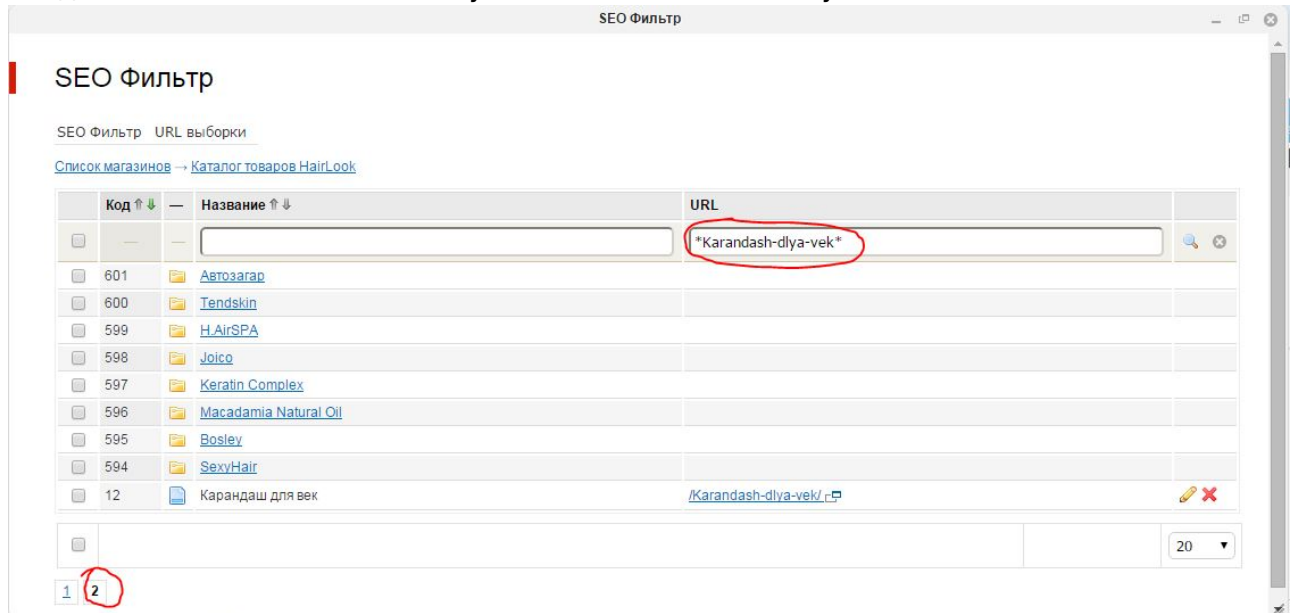 SEO Фильтр
SEO Фильтр
SEO Фильтр URL выборки
Список магазинов → Каталог товаров HairLook
Код ⇑ ⇓ — Название ⇑ ⇓ URL
— — *Karandash-dlya-vek*
601 Автозагар
600 Tendskin
599 H.AirSPA
598 Joico
597 Keratin Complex
596 Macadamia Natural Oil
595 Bosley
594 SexyHair
12 Карандаш для век /Karandash-dlya-vek/
20
1 2